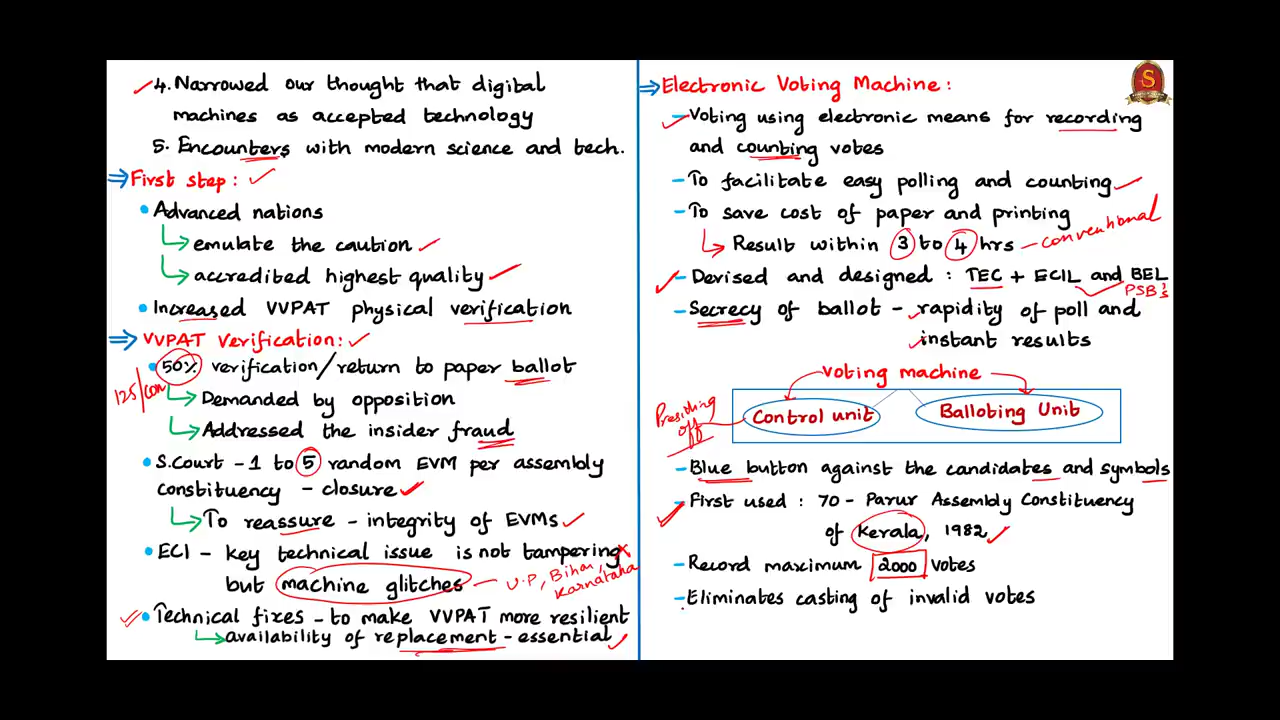 4. Narrowed our thought that digital
machines as accepted technology
5. Encounters with modern science and tech.
First step:
Advanced nations
emulate the caution
accredited highest quality
Increased VVPAT physical verification
VVPAT Verification:
50% verification/return to paper ballot
125/con
Demanded by opposition
Addressed the insider fraud
S.Court - 1 to 5 random EVM per assembly
constituency - closure
To reassure - integrity of EVMs
ECI - key technical issue is not tampering
but machine glitches - U.P, Bihar,
Karnataka
Technical fixes - to make VVPAT more resilient
availability of replacement - essential
Electronic Voting Machine:
- Voting using electronic means for recording
and counting votes
- To facilitate easy polling and counting
- To save cost of paper and printing
Result within 3 to 4 hrs - conventional
- Devised and designed : TEC + ECIL and BEL
PSB's
- Secrecy of ballot - rapidity of poll and
instant results
voting machine
Presiding
off
Control unit
Balloting Unit
- Blue button against the candidates and symbols
- First used : 70 - Parur Assembly Constituency
of Kerala, 1982
- Record maximum 2000 votes
- Eliminates casting of invalid votes
S